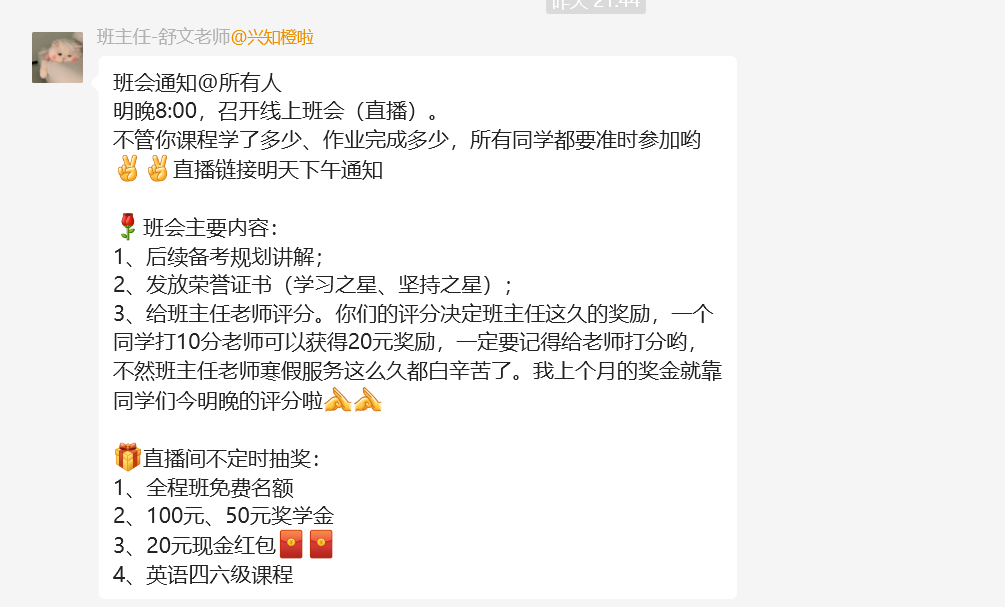 昨天 21:44
班主任-舒文老师@兴知橙啦
班会通知@所有人
明晚8:00，召开线上班会（直播）。
不管你课程学了多少、作业完成多少，所有同学都要准时参加哟
✌✌直播链接明天下午通知
🌹班会主要内容：
1、后续备考规划讲解；
2、发放荣誉证书（学习之星、坚持之星）；
3、给班主任老师评分。你们的评分决定班主任这久的奖励，一个
同学打10分老师可以获得20元奖励，一定要记得给老师打分哟，
不然班主任老师寒假服务这么久都白辛苦了。我上个月的奖金就靠
同学们今明晚的评分啦
🎁直播间不定时抽奖：
1、全程班免费名额
2、100元、50元奖学金
3、20元现金红包
4、英语四六级课程